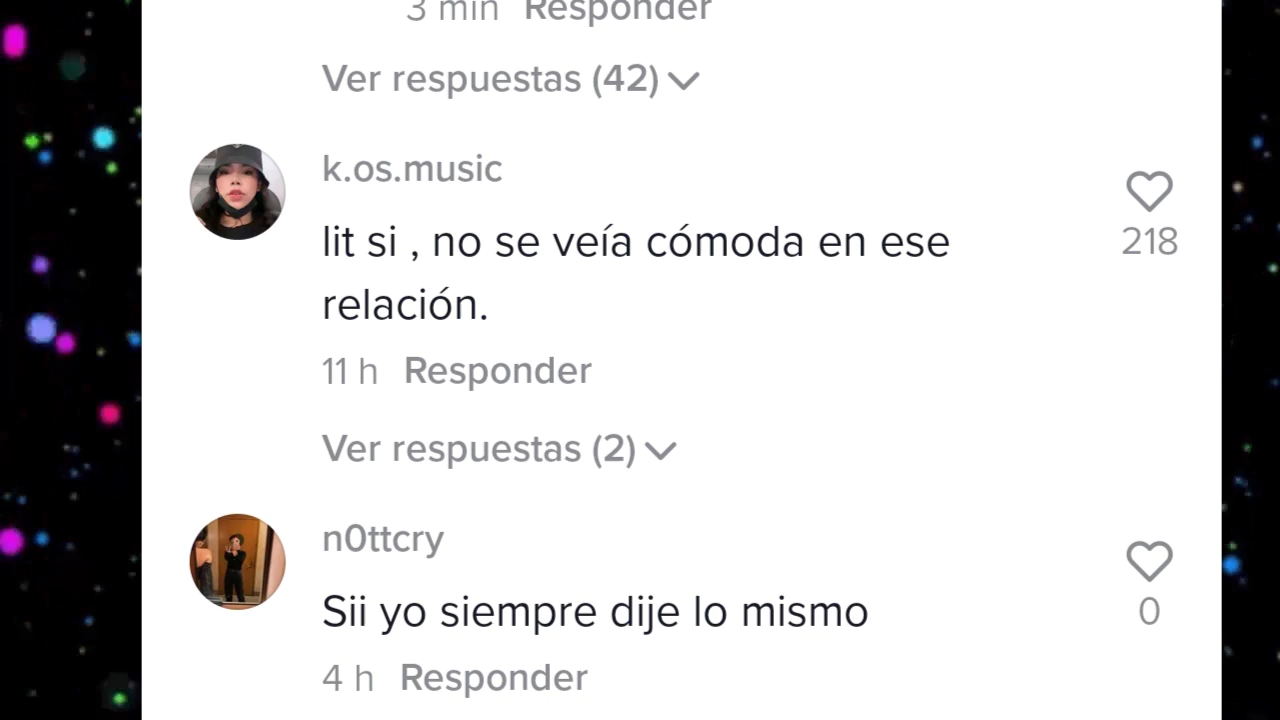 3 min Responder
Ver respuestas (42)
k.os.music
lit si , no se veía cómoda en ese
218
relación.
11 h Responder
Ver respuestas (2)
n0ttcry
Sii yo siempre dije lo mismo
0
4 h Responder